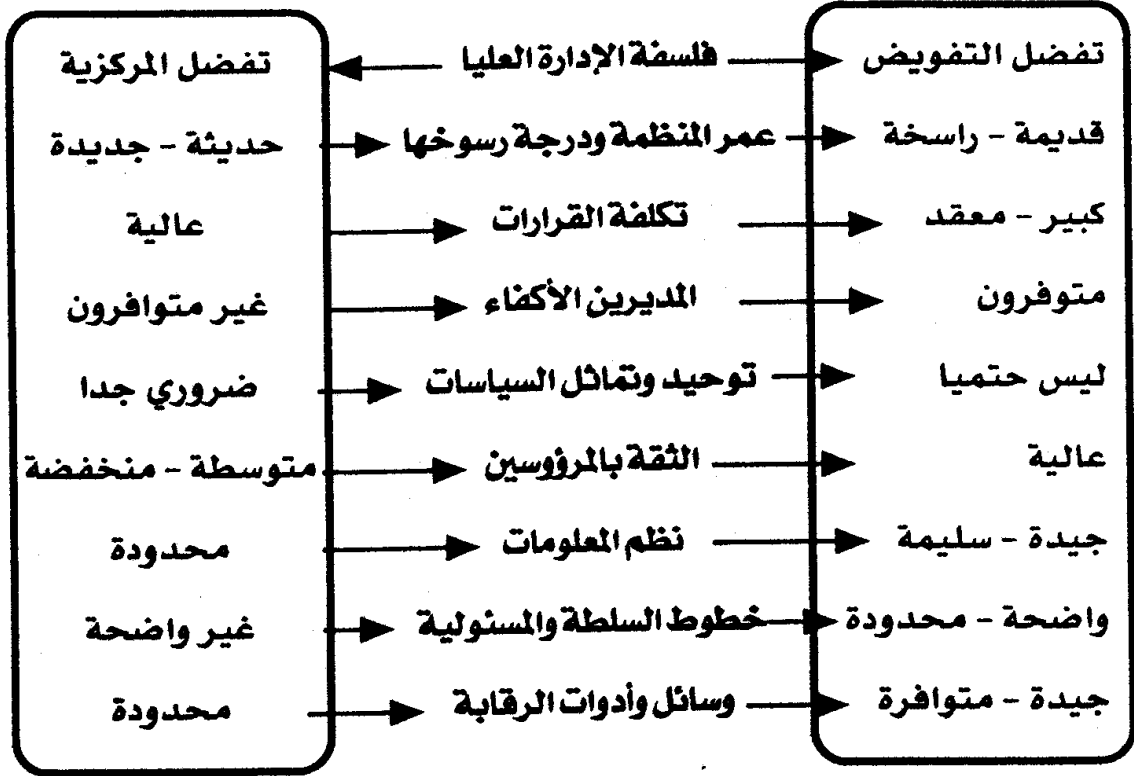 تفضل التفويض فلسفة الإدارة العليا تفضل المركزية
قديمة - راسخة عمر المنظمة ودرجة رسوخها حديثة - جديدة
كبير - معقد تكلفة القرارات عالية
متوفرون المديرين الأكفاء غير متوافرون
ليس حتميا توحيد وتماثل السياسات ضروري جدا
عالية الثقة بالمرؤوسين متوسطة - منخفضة
جيدة - سليمة نظم المعلومات محدودة
واضحة - محدودة خطوط السلطة والمسئولية غير واضحة
جيدة - متوافرة وسائل وأدوات الرقابة محدودة